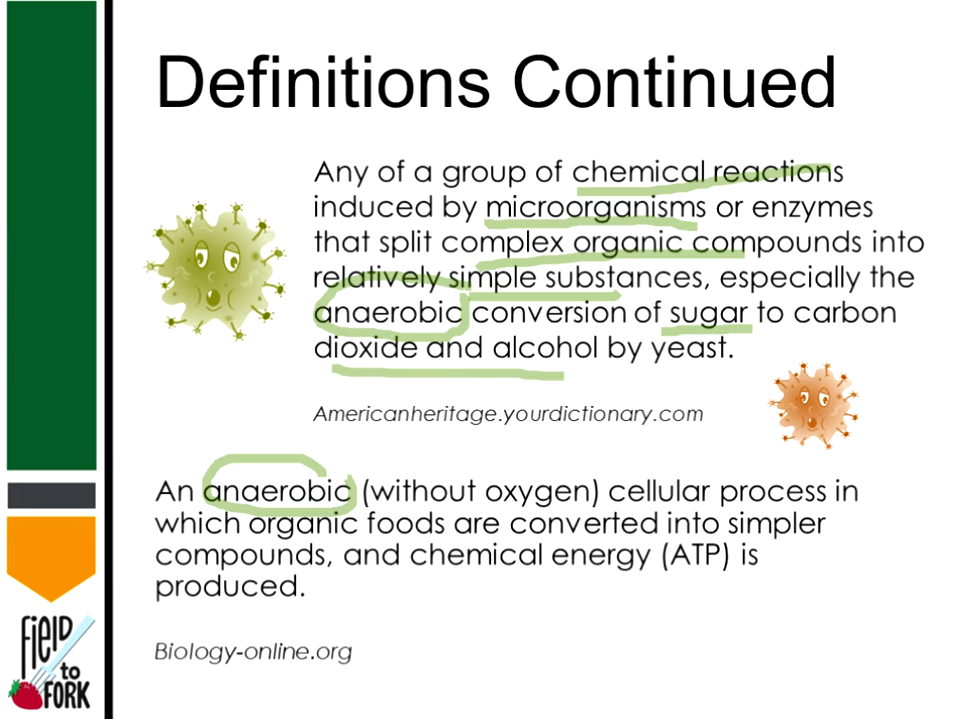 Definitions Continued
Any of a group of chemical reactions
induced by microorganisms or enzymes
that split complex organic compounds into
relatively simple substances, especially the
anaerobic conversion of sugar to carbon
dioxide and alcohol by yeast.
Americanheritage.yourdictionary.com
An anaerobic (without oxygen) cellular process in
which organic foods are converted into simpler
compounds, and chemical energy (ATP) is
produced.
Biology-online.org
FiElD
to
FORK